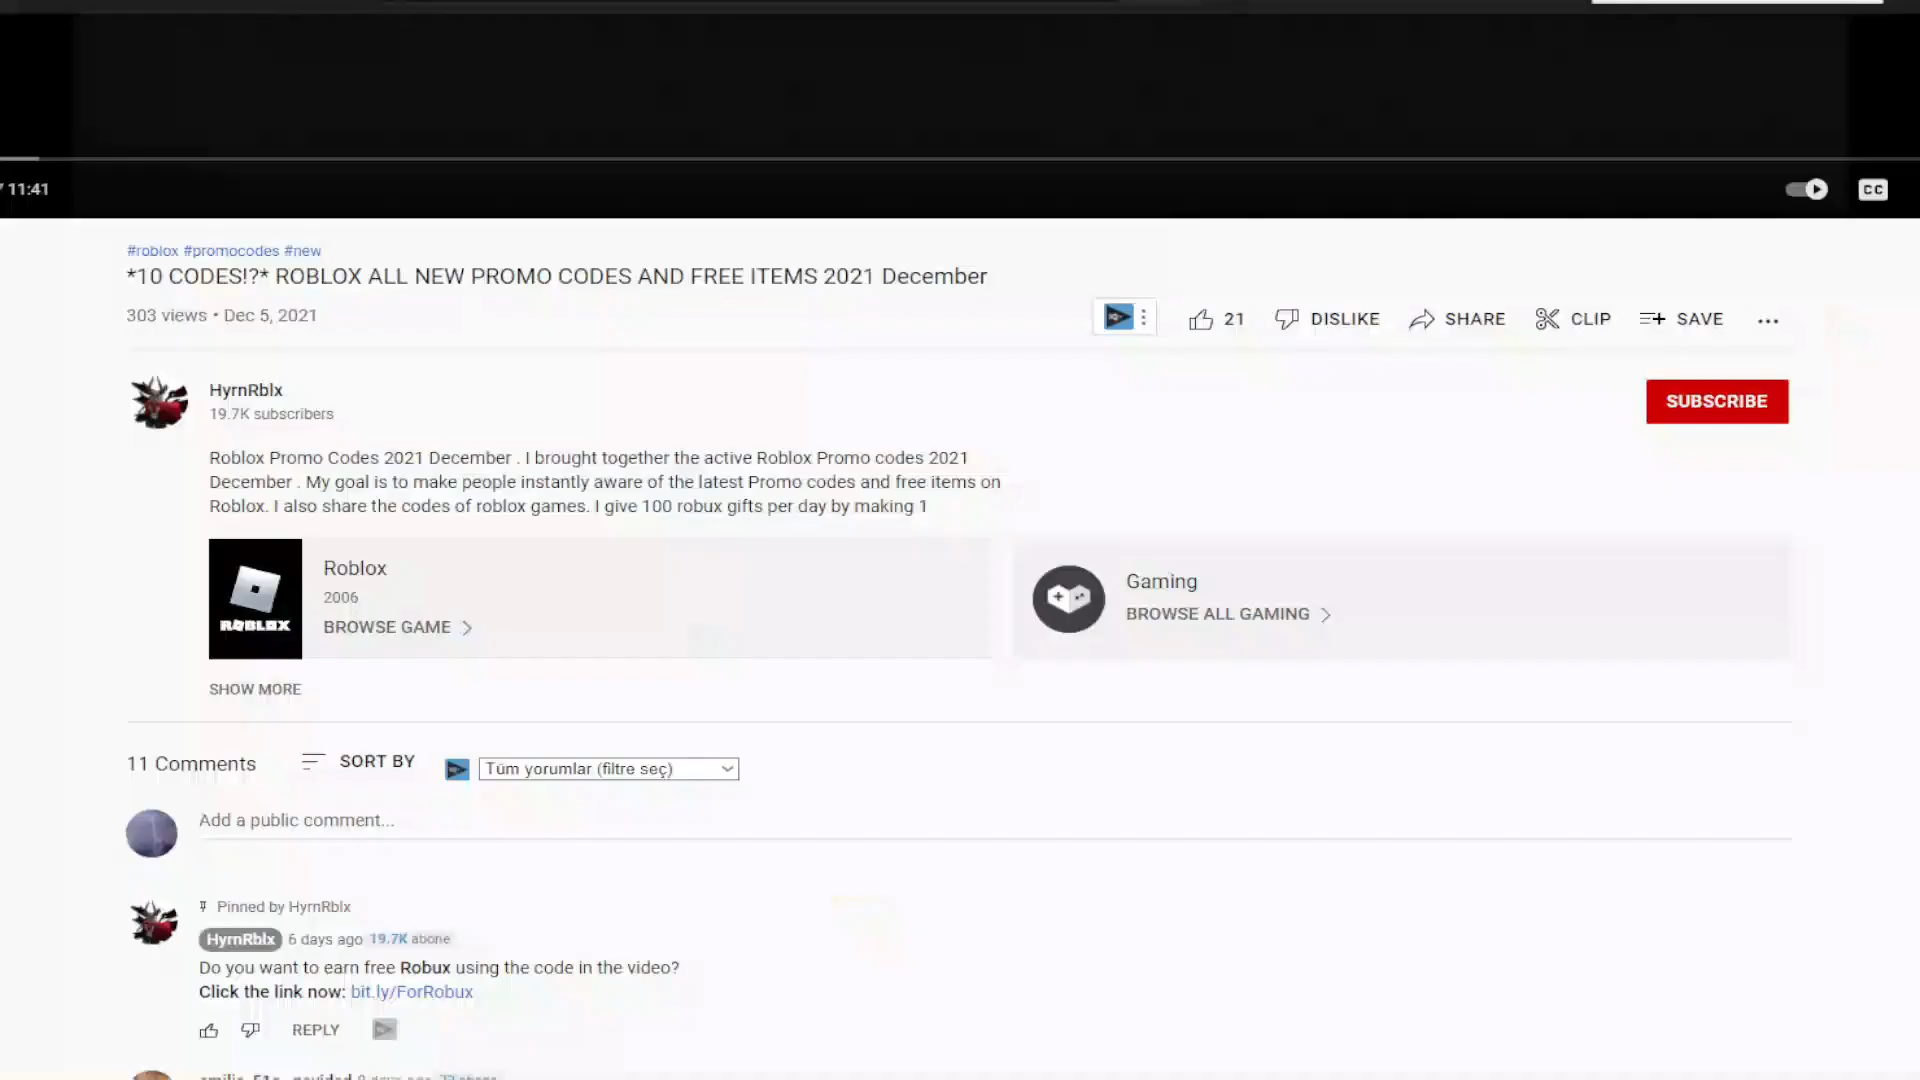 11:41
CC
#roblox #promocodes #new
*10 CODES!?* ROBLOX ALL NEW PROMO CODES AND FREE ITEMS 2021 December
303 views • Dec 5, 2021
21 DISLIKE SHARE CLIP SAVE
HyrnRblx
19.7K subscribers
SUBSCRIBE
Roblox Promo Codes 2021 December . I brought together the active Roblox Promo codes 2021
December . My goal is to make people instantly aware of the latest Promo codes and free items on
Roblox. I also share the codes of roblox games. I give 100 robux gifts per day by making 1
ROBLOX
Roblox
2006
BROWSE GAME
Gaming
BROWSE ALL GAMING
SHOW MORE
11 Comments SORT BY Tüm yorumlar (filtre seç)
Add a public comment...
Pinned by HyrnRblx
HyrnRblx 6 days ago 19.7K abone
Do you want to earn free Robux using the code in the video?
Click the link now: bit.ly/ForRobux
REPLY